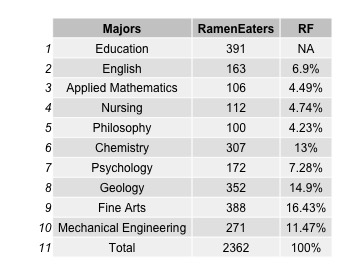 Majors RamenEaters RF
1 Education 391 NA
2 English 163 6.9%
3 Applied Mathematics 106 4.49%
4 Nursing 112 4.74%
5 Philosophy 100 4.23%
6 Chemistry 307 13%
7 Psychology 172 7.28%
8 Geology 352 14.9%
9 Fine Arts 388 16.43%
10 Mechanical Engineering 271 11.47%
11 Total 2362 100%